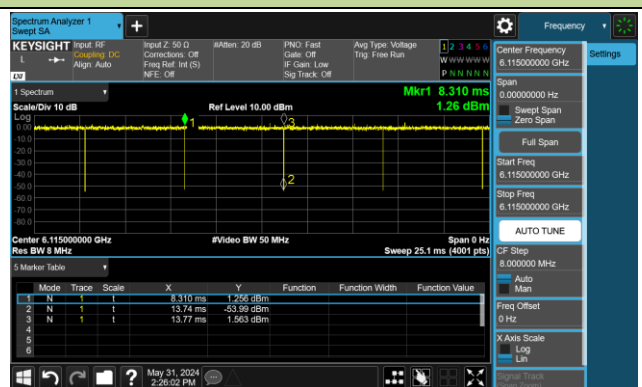 Spectrum Analyzer 1
Swept SA
Frequency
KEYSIGHT
L
LXI
Input: RF
Coupling: DC
Align: Auto
Input Z: 50 Ω
Corrections: Off
Freq Ref: Int (S)
NFE: Off
#Atten: 20 dB
PNO: Fast
Gate: Off
IF Gain: Low
Sig Track: Off
Avg Type: Voltage
Trig: Free Run
1 2 3 4 5 6
W W W W W W
P N N N N N
Settings
Center Frequency
6.115000000 GHz
Span
0.00000000 Hz
Swept Span
Zero Span
Full Span
Start Freq
6.115000000 GHz
Stop Freq
6.115000000 GHz
AUTO TUNE
CF Step
8.000000 MHz
Auto
Man
Freq Offset
0 Hz
X Axis Scale
Log
Lin
Signal Track
(Span Zoom)
1 Spectrum
Scale/Div 10 dB
Ref Level 10.00 dBm
Mkr1 8.310 ms
1.26 dBm
Log
0.00
-10.0
-20.0
-30.0
-40.0
-50.0
-60.0
-70.0
-80.0
1
3
2
Center 6.115000000 GHz
#Video BW 50 MHz
Span 0 Hz
Res BW 8 MHz
Sweep 25.1 ms (4001 pts)
5 Marker Table
Mode Trace Scale X Y Function Function Width Function Value
1 N 1 t 8.310 ms 1.256 dBm
2 N 1 t 13.74 ms -53.99 dBm
3 N 1 t 13.77 ms 1.563 dBm
4
5
6
?
May 31, 2024
2:26:02 PM